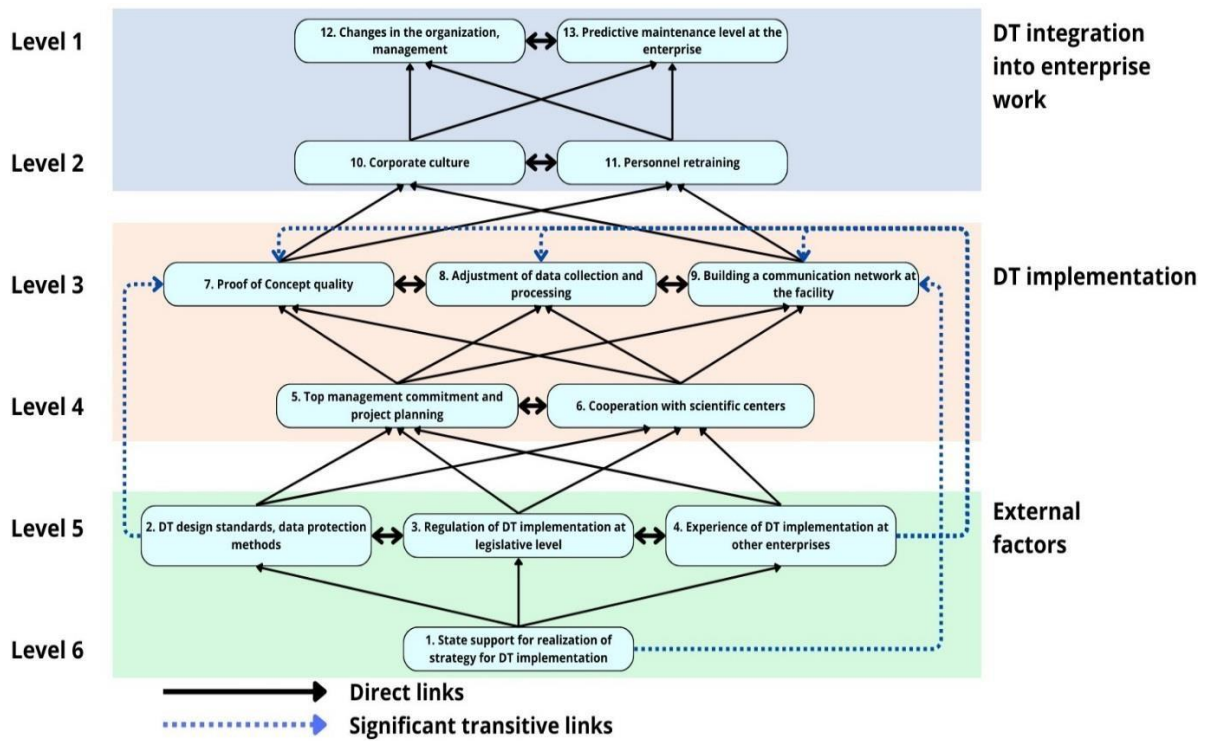 Level 1
12. Changes in the organization,
management
13. Predictive maintenance level at the
enterprise
DT integration
into enterprise
work
Level 2
10. Corporate culture
11. Personnel retraining
Level 3
7. Proof of Concept quality
8. Adjustment of data collection and
processing
9. Building a communication network at
the facility
DT implementation
Level 4
5. Top management commitment and
project planning
6. Cooperation with scientific centers
Level 5
2. DT design standards, data protection
methods
3. Regulation of DT implementation at
legislative level
4. Experience of DT implementation at
other enterprises
External
factors
Level 6
1. State support for realization of
strategy for DT implementation
Direct links
Significant transitive links